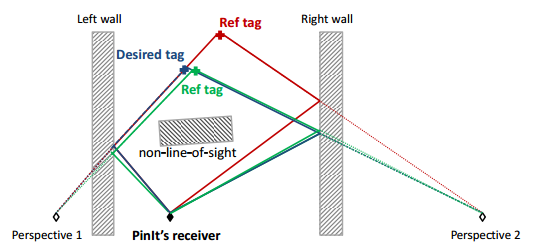 Left wall
Right wall
Ref tag
Desired tag
Ref tag
non-line-of-sight
Perspective 1
PinIt's receiver
Perspective 2